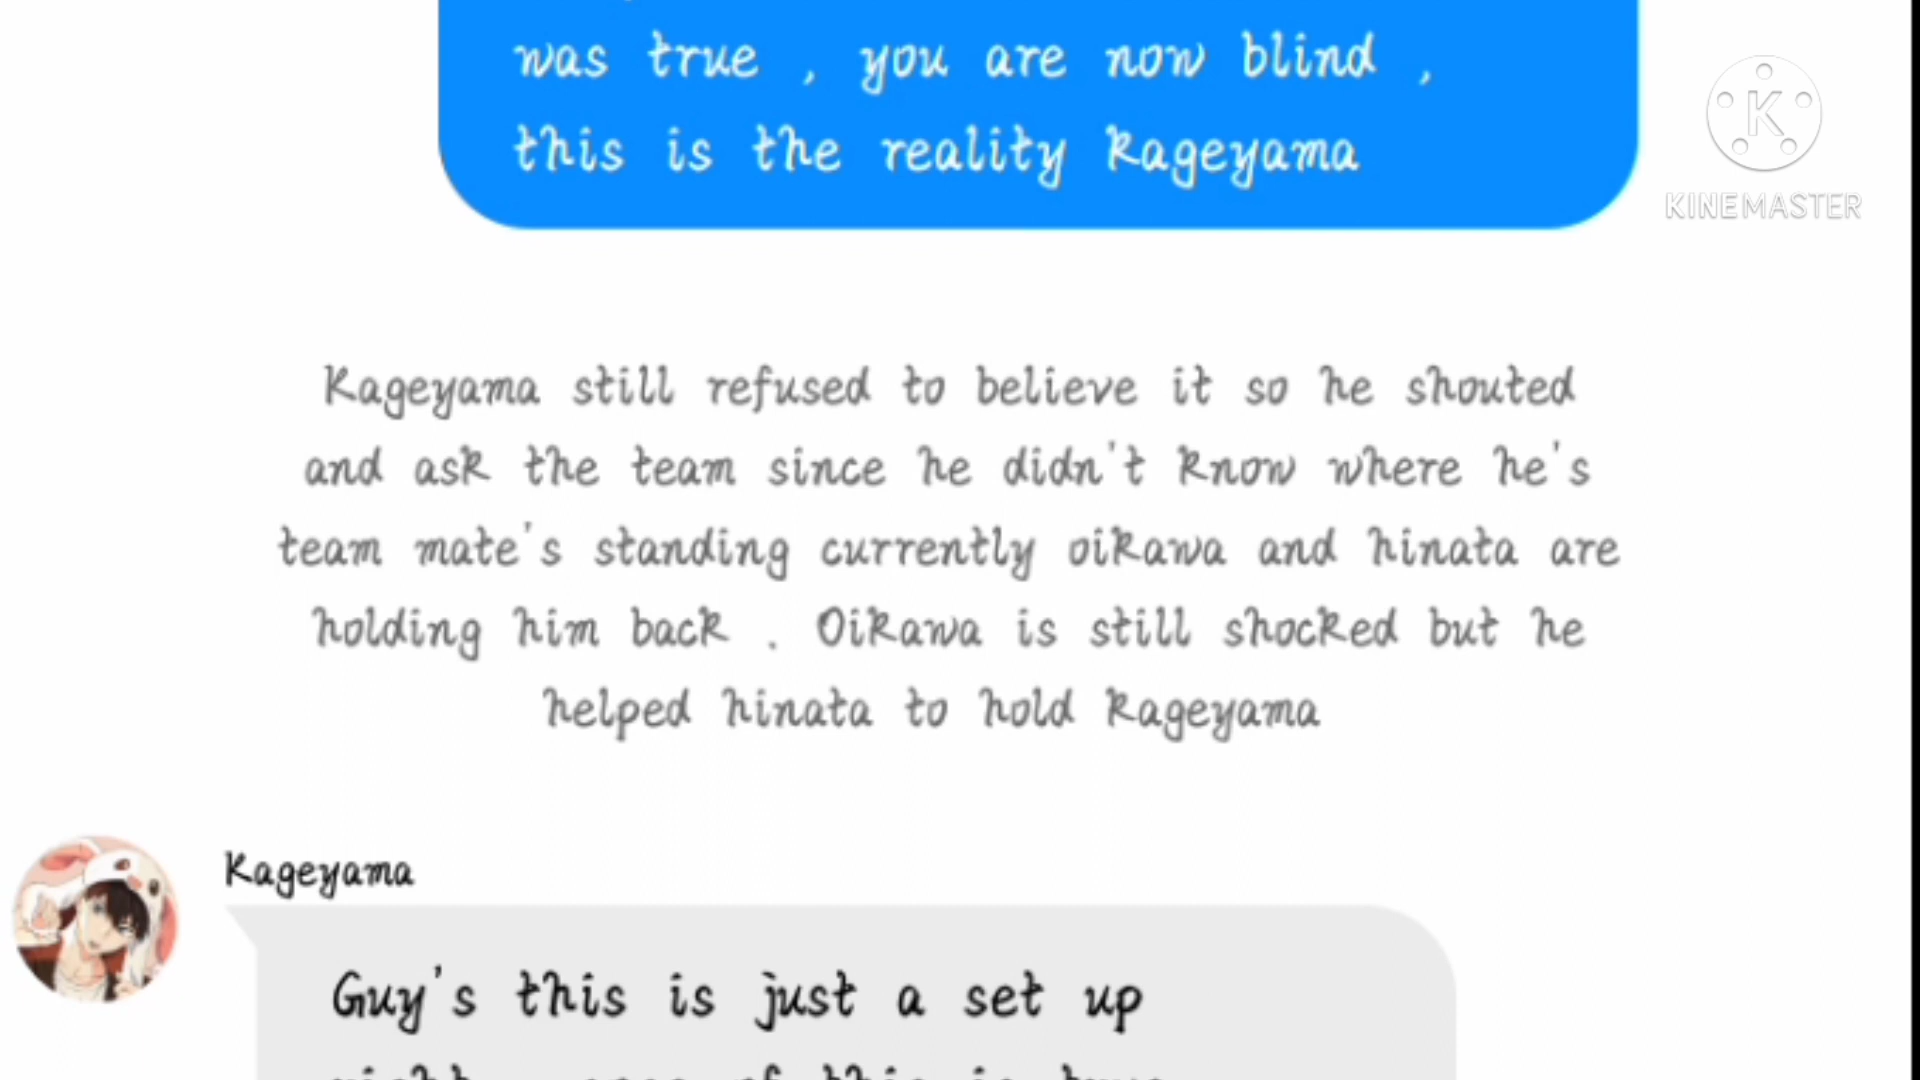 was true , you are now blind ,
this is the reality Kageyama
K
KINEMASTER
Kageyama still refused to believe it so he shouted
and ask the team since he didn't know where he's
team mate's standing currently oikawa and hinata are
holding him back . Oikawa is still shocked but he
helped hinata to hold Kageyama
Kageyama
Guy's this is just a set up
of this is